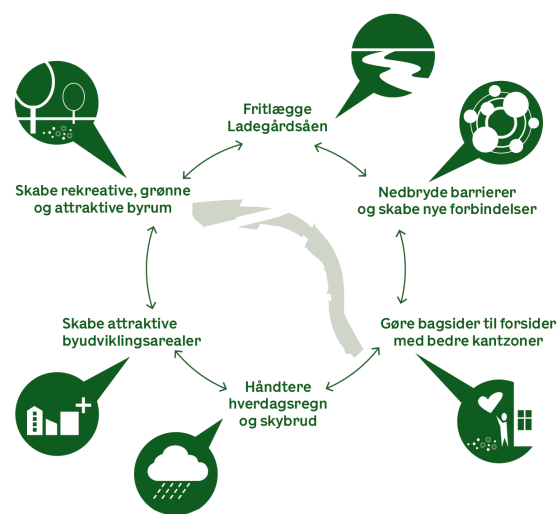 Fritlægge
Ladegårdsåen
Nedbryde barrierer
og skabe nye forbindelser
Gøre bagsider til forsider
med bedre kantzoner
Håndtere
hverdagsregn
og skybrud
Skabe attraktive
byudviklingsarealer
Skabe rekreative, grønne
og attraktive byrum